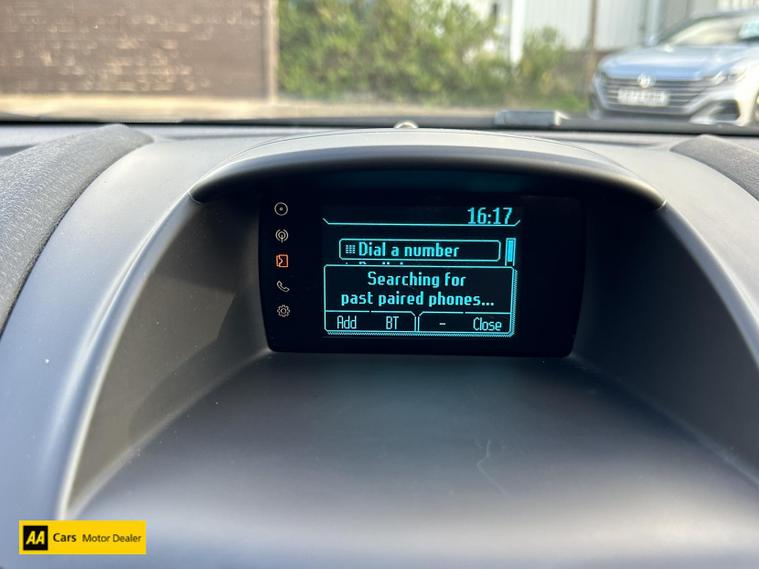 16:17
Dial a number
Searching for
past paired phones...
Add BT - Close
AA Cars Motor Dealer